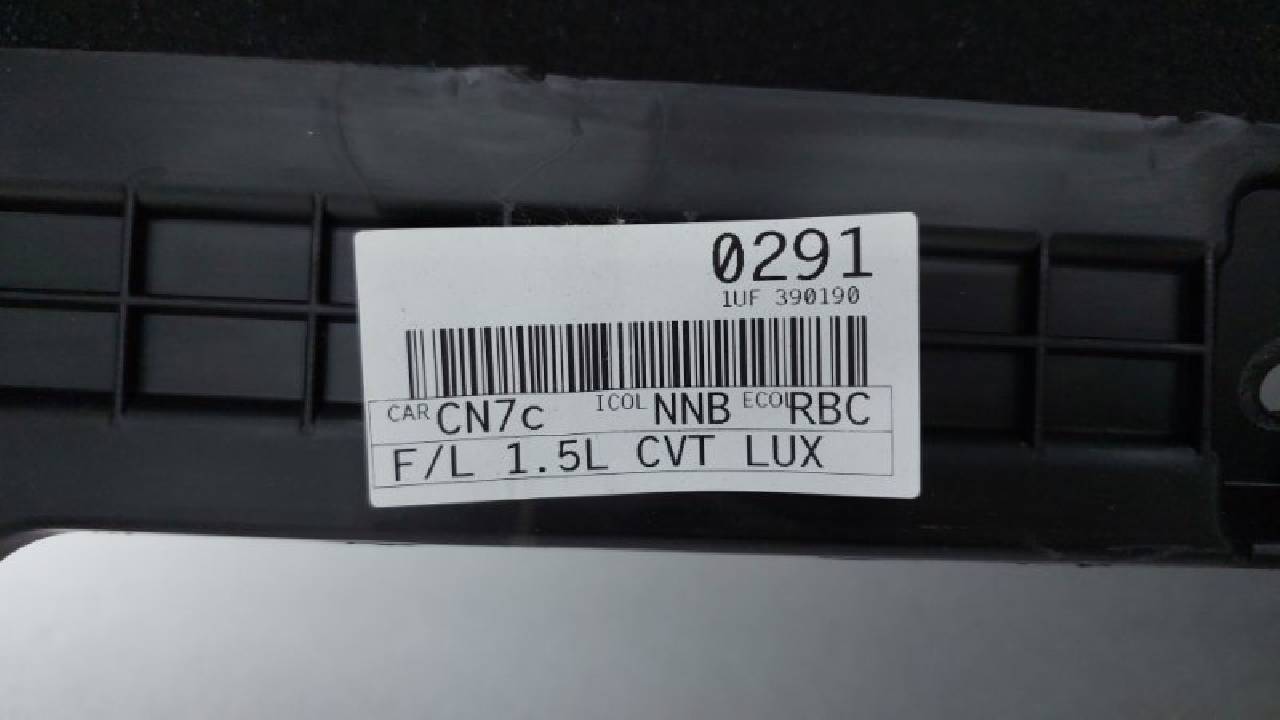 0291
1UF 390190
CAR CN7c ICOL NNB ECOL RBC
F/L 1.5L CVT LUX